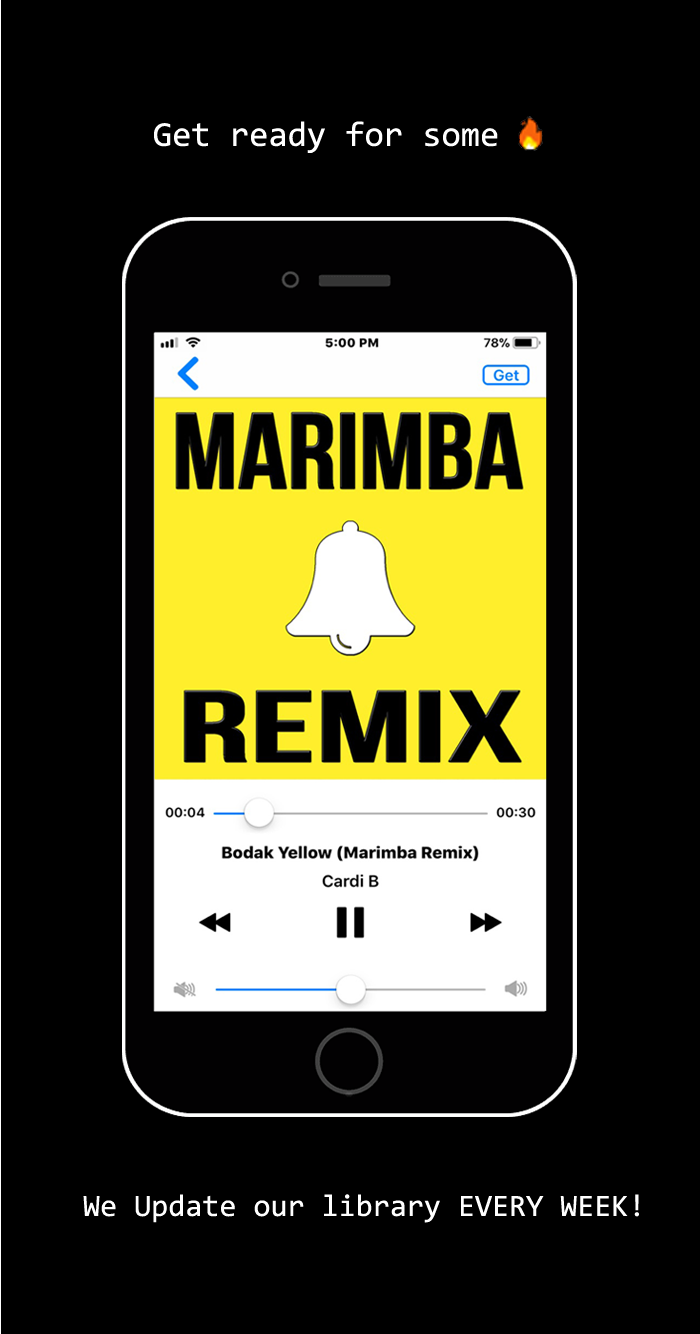 Get ready for some 🔥
5:00 PM
78%
Get
MARIMBA
REMIX
00:04
00:30
Bodak Yellow (Marimba Remix)
Cardi B
We Update our library EVERY WEEK!